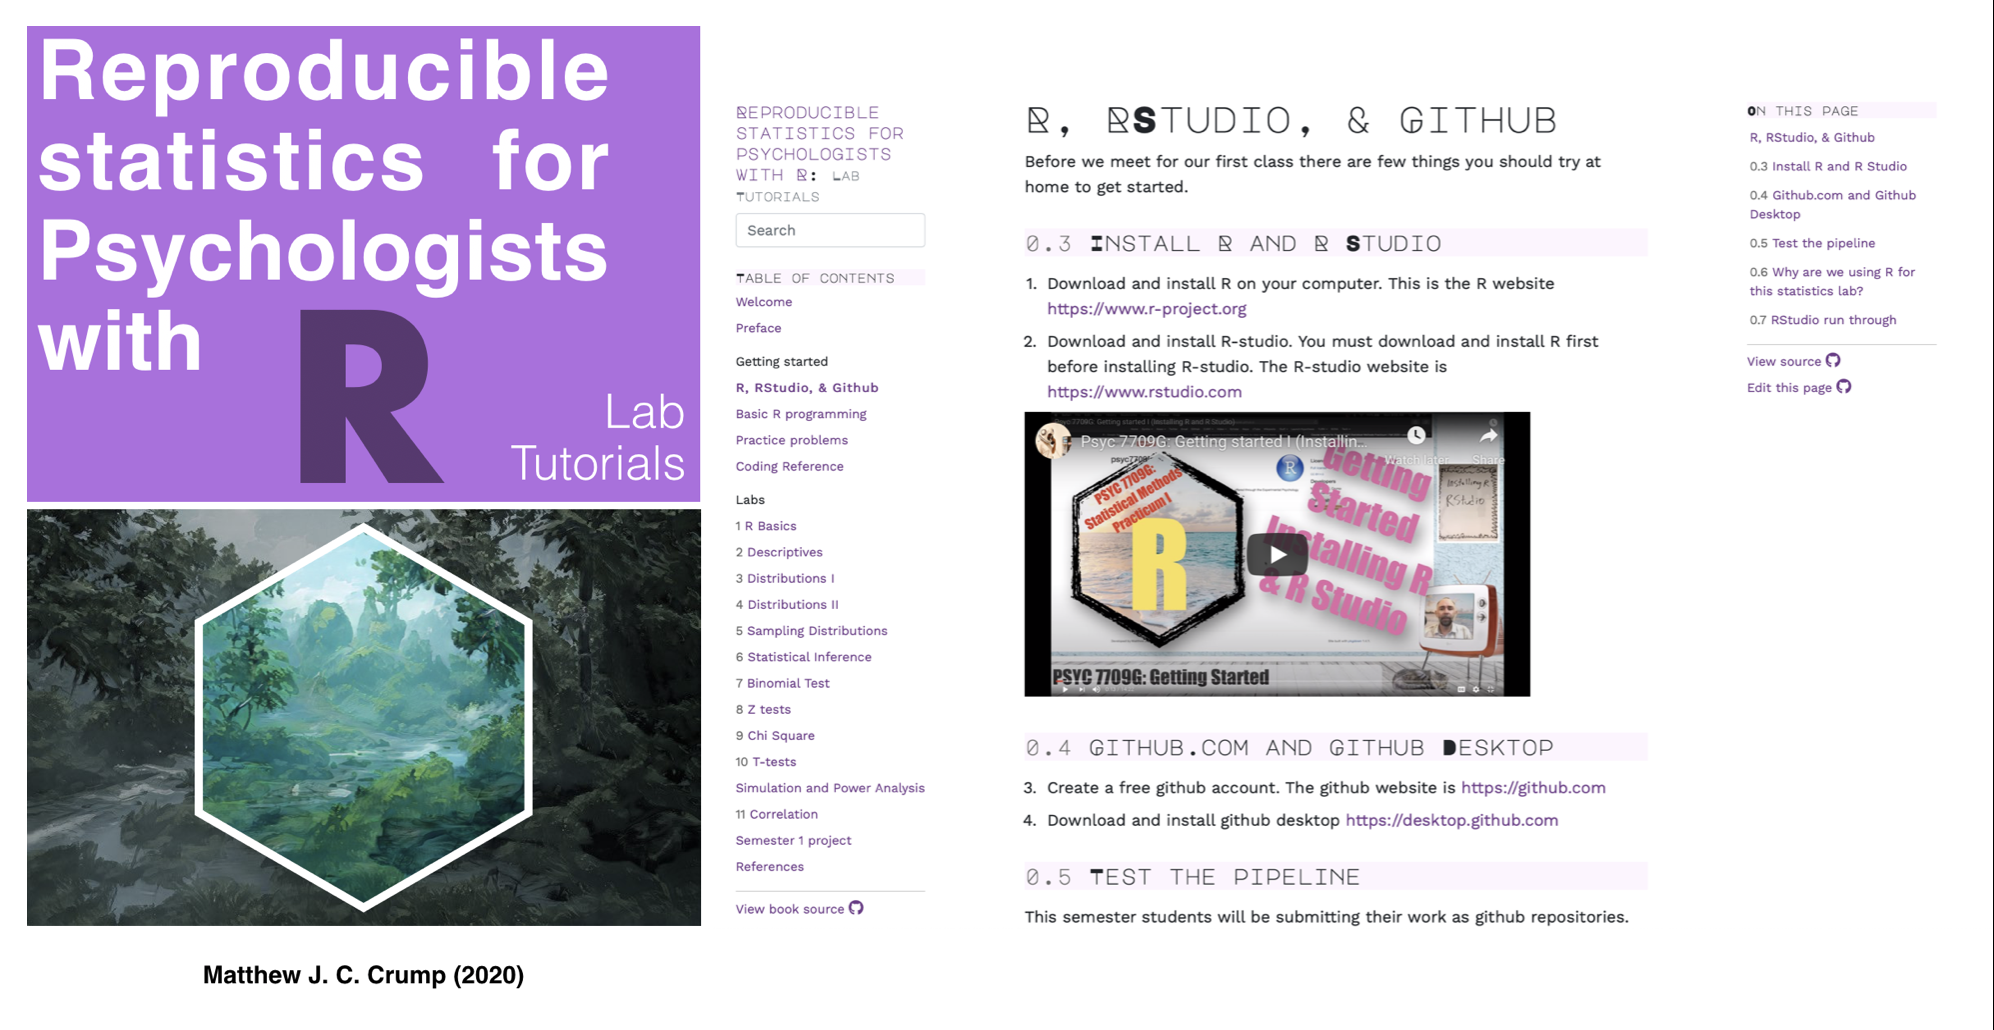 Reproducible
statistics for
Psychologists
with R
Lab
Tutorials
Matthew J. C. Crump (2020)
REPRODUCIBLE
STATISTICS FOR
PSYCHOLOGISTS
WITH R: LAB
TUTORIALS
Search
TABLE OF CONTENTS
Welcome
Preface
Getting started
R, RStudio, & Github
Basic R programming
Practice problems
Coding Reference
Labs
1 R Basics
2 Descriptives
3 Distributions I
4 Distributions II
5 Sampling Distributions
6 Statistical Inference
7 Binomial Test
8 Z tests
9 Chi Square
10 T-tests
Simulation and Power Analysis
11 Correlation
Semester 1 project
References
View book source
R, RSTUDIO, & GITHUB
Before we meet for our first class there are few things you should try at
home to get started.
0.3 INSTALL R AND R STUDIO
1. Download and install R on your computer. This is the R website
https://www.r-project.org
2. Download and install R-studio. You must download and install R first
before installing R-studio. The R-studio website is
https://www.rstudio.com
Psyc 7709G: Getting started I (Installin...
Watch later
Share
PSYC 7709G:
Statistical Methods
Practicum I
R
Getting
Started
Installing R
& R Studio
Installing R
RStudio
PSYC 7709G: Getting Started
0.4 GITHUB.COM AND GITHUB DESKTOP
3. Create a free github account. The github website is https://github.com
4. Download and install github desktop https://desktop.github.com
0.5 TEST THE PIPELINE
This semester students will be submitting their work as github repositories.
ON THIS PAGE
R, RStudio, & Github
0.3 Install R and R Studio
0.4 Github.com and Github
Desktop
0.5 Test the pipeline
0.6 Why are we using R for
this statistics lab?
0.7 RStudio run through
View source
Edit this page